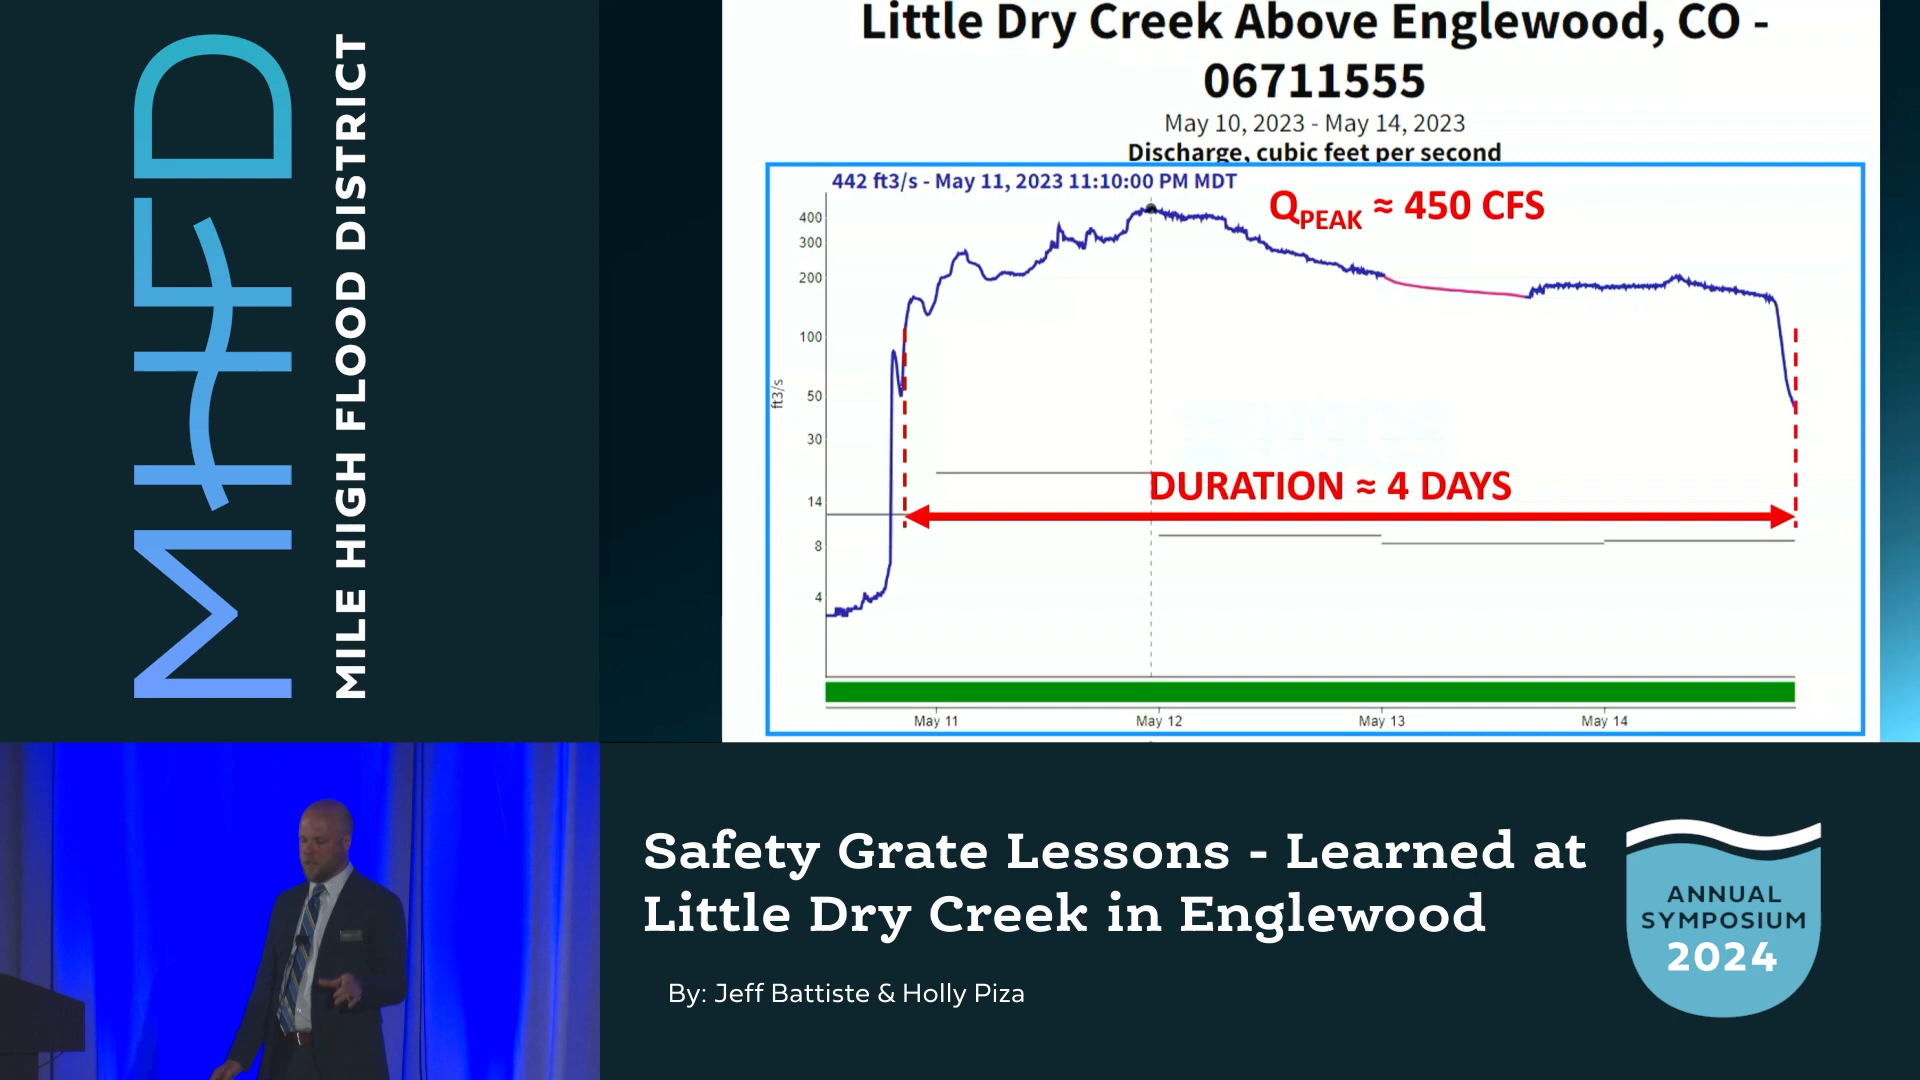 MHFD
MILE HIGH FLOOD DISTRICT
Little Dry Creek Above Englewood, CO -
06711555
May 10, 2023 - May 14, 2023
Discharge, cubic feet per second
442 ft3/s - May 11, 2023 11:10:00 PM MDT
QPEAK ≈ 450 CFS
400
300
200
100
50
30
14
8
4
ft3/s
DURATION ≈ 4 DAYS
May 11
May 12
May 13
May 14
Safety Grate Lessons - Learned at
Little Dry Creek in Englewood
By: Jeff Battiste & Holly Piza
ANNUAL
SYMPOSIUM
2024